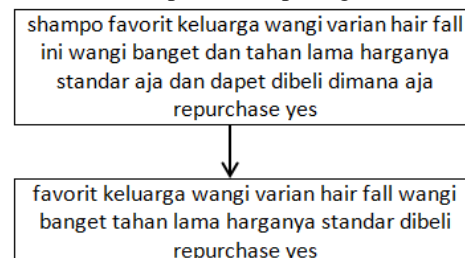 shampo favorit keluarga wangi varian hair fall
ini wangi banget dan tahan lama harganya
standar aja dan dapet dibeli dimana aja
repurchase yes
favorit keluarga wangi varian hair fall wangi
banget tahan lama harganya standar dibeli
repurchase yes